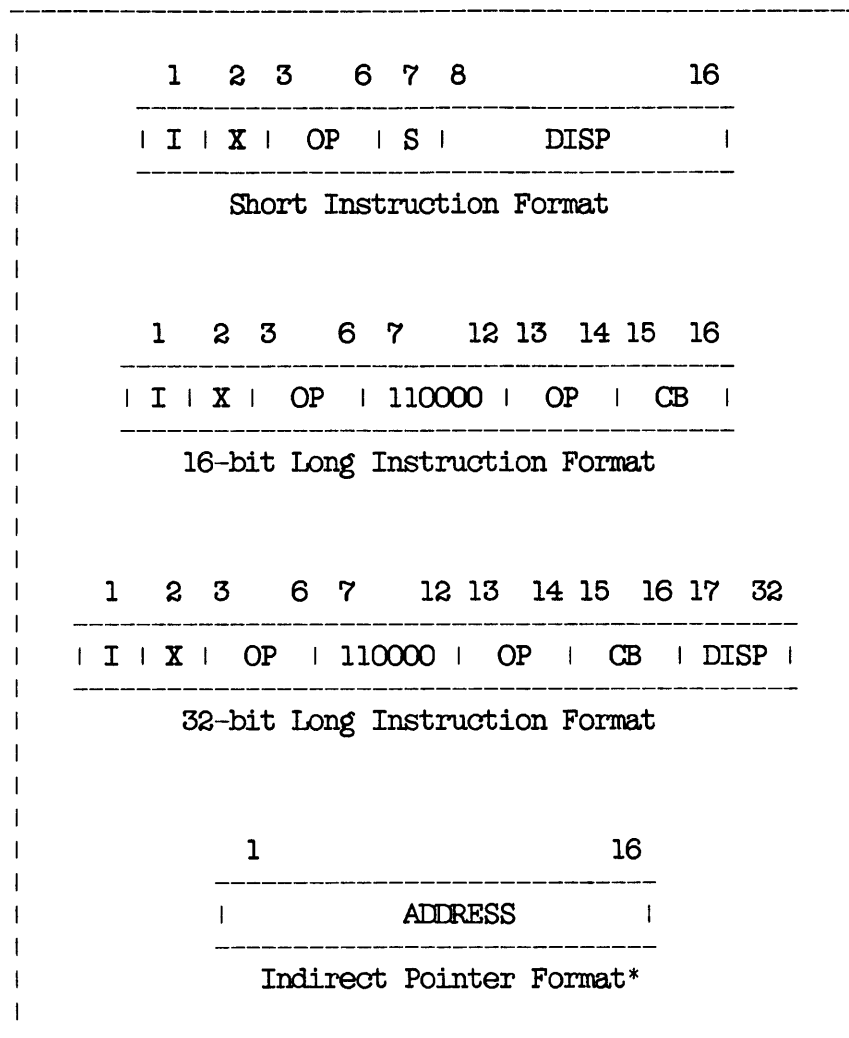 1 2 3 6 7 8 16
| I | X | OP | S | DISP |
Short Instruction Format
1 2 3 6 7 12 13 14 15 16
| I | X | OP | 110000 | OP | CB |
16-bit Long Instruction Format
1 2 3 6 7 12 13 14 15 16 17 32
| I | X | OP | 110000 | OP | CB | DISP |
32-bit Long Instruction Format
1 16
| ADDRESS |
Indirect Pointer Format*